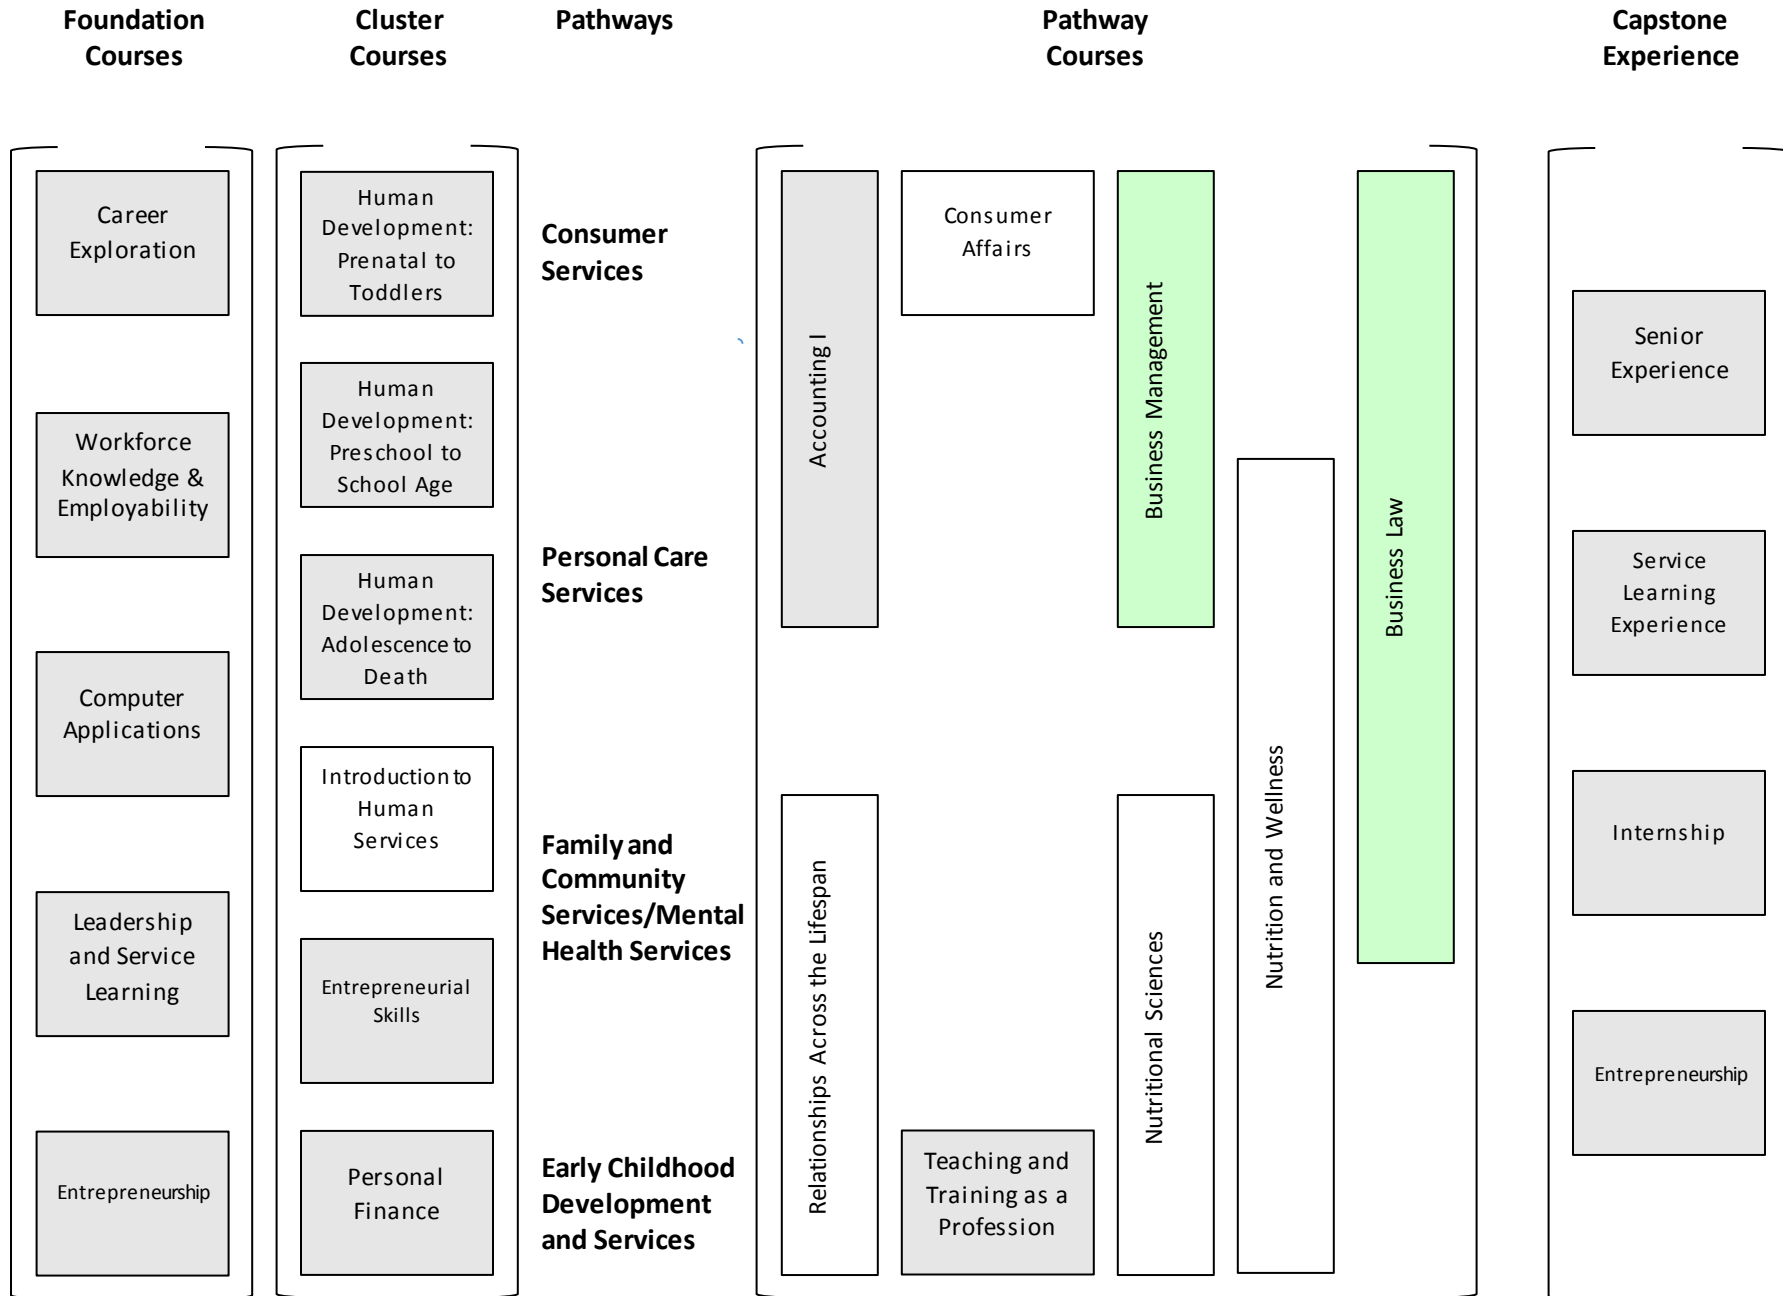 Foundation
Courses
Cluster
Courses
Pathways
Pathway
Courses
Capstone
Experience
Career
Exploration
Workforce
Knowledge &
Employability
Computer
Applications
Leadership
and Service
Learning
Entrepreneurship
Human
Development:
Prenatal to
Toddlers
Human
Development:
Preschool to
School Age
Human
Development:
Adolescence to
Death
Introduction to
Human
Services
Entrepreneurial
Skills
Personal
Finance
Consumer
Services
Personal Care
Services
Family and
Community
Services/Mental
Health Services
Early Childhood
Development
and Services
Accounting I
Relationships Across the Lifespan
Consumer
Affairs
Teaching and
Training as a
Profession
Business Management
Nutritional Sciences
Nutrition and Wellness
Business Law
Senior
Experience
Service
Learning
Experience
Internship
Entrepreneurship